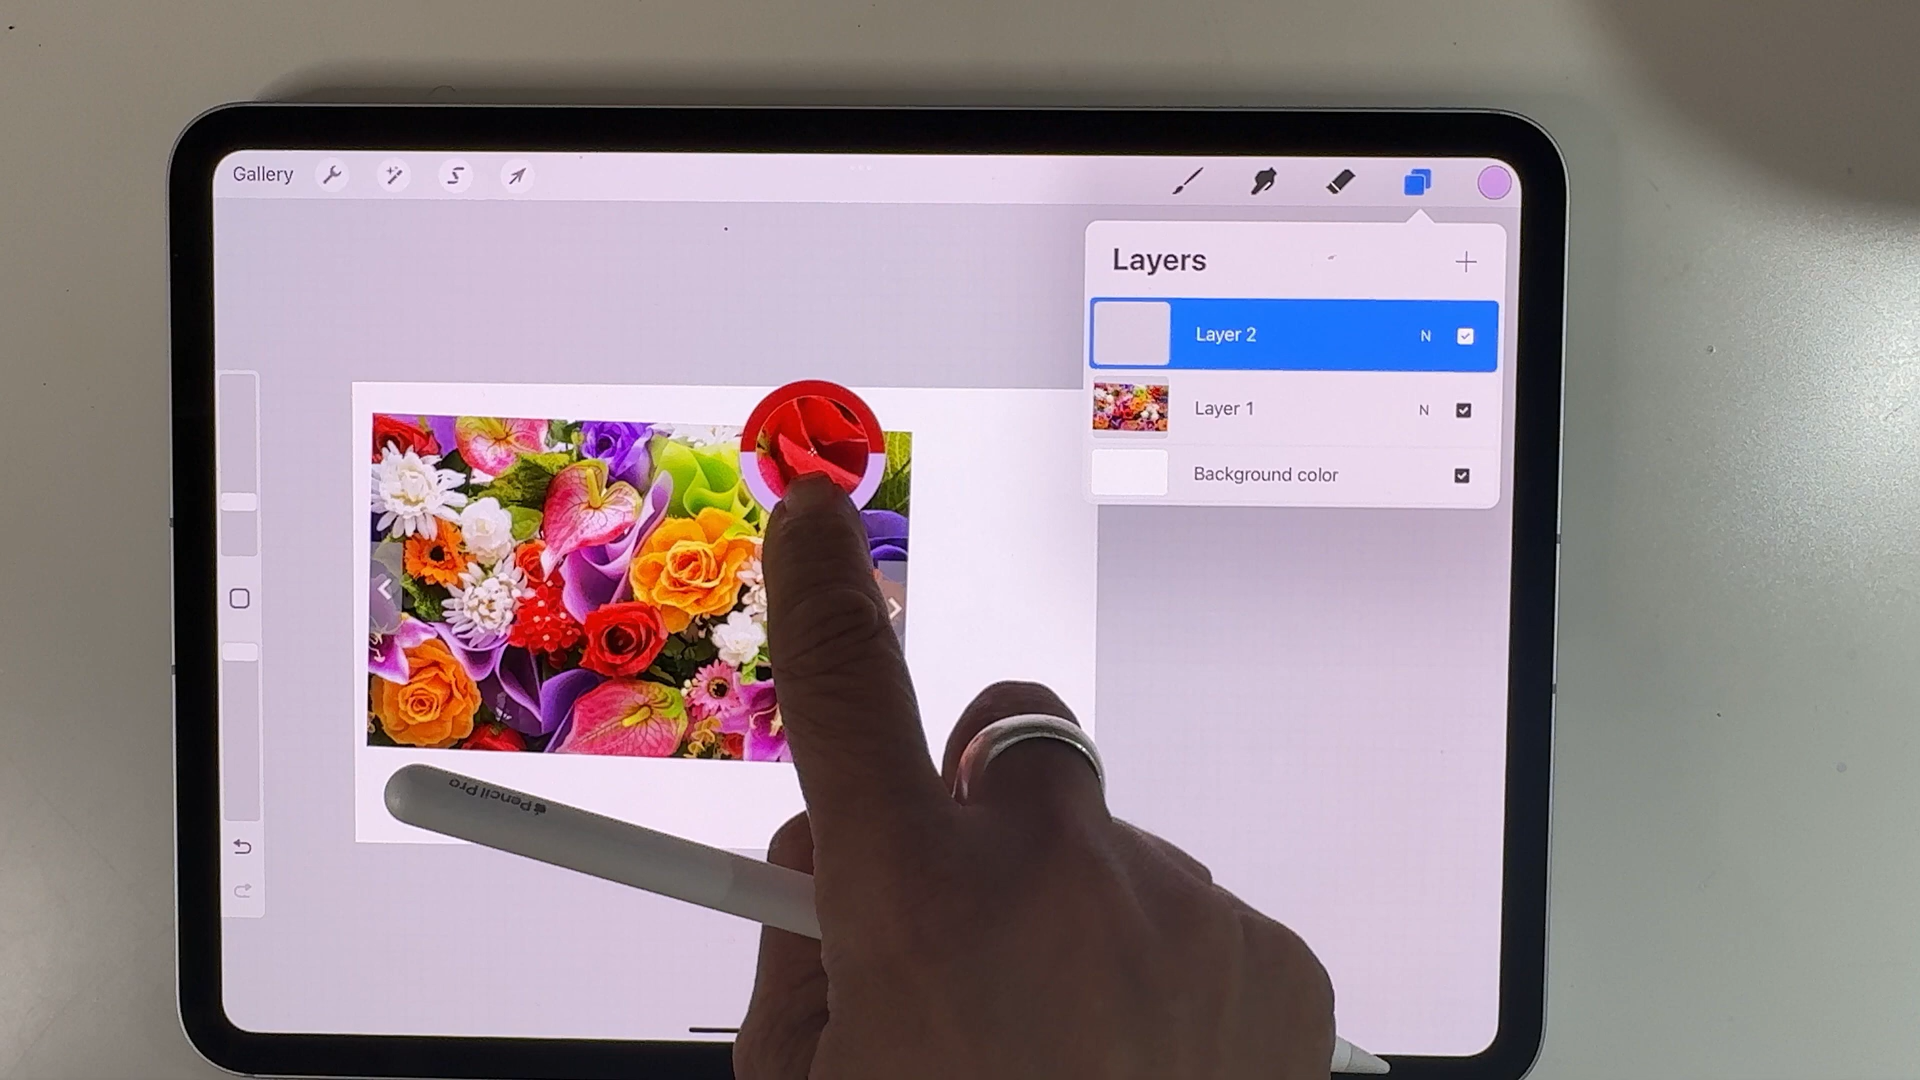 Gallery
Layers
N Layer 2
N Layer 1
Background color
Pencil Pro